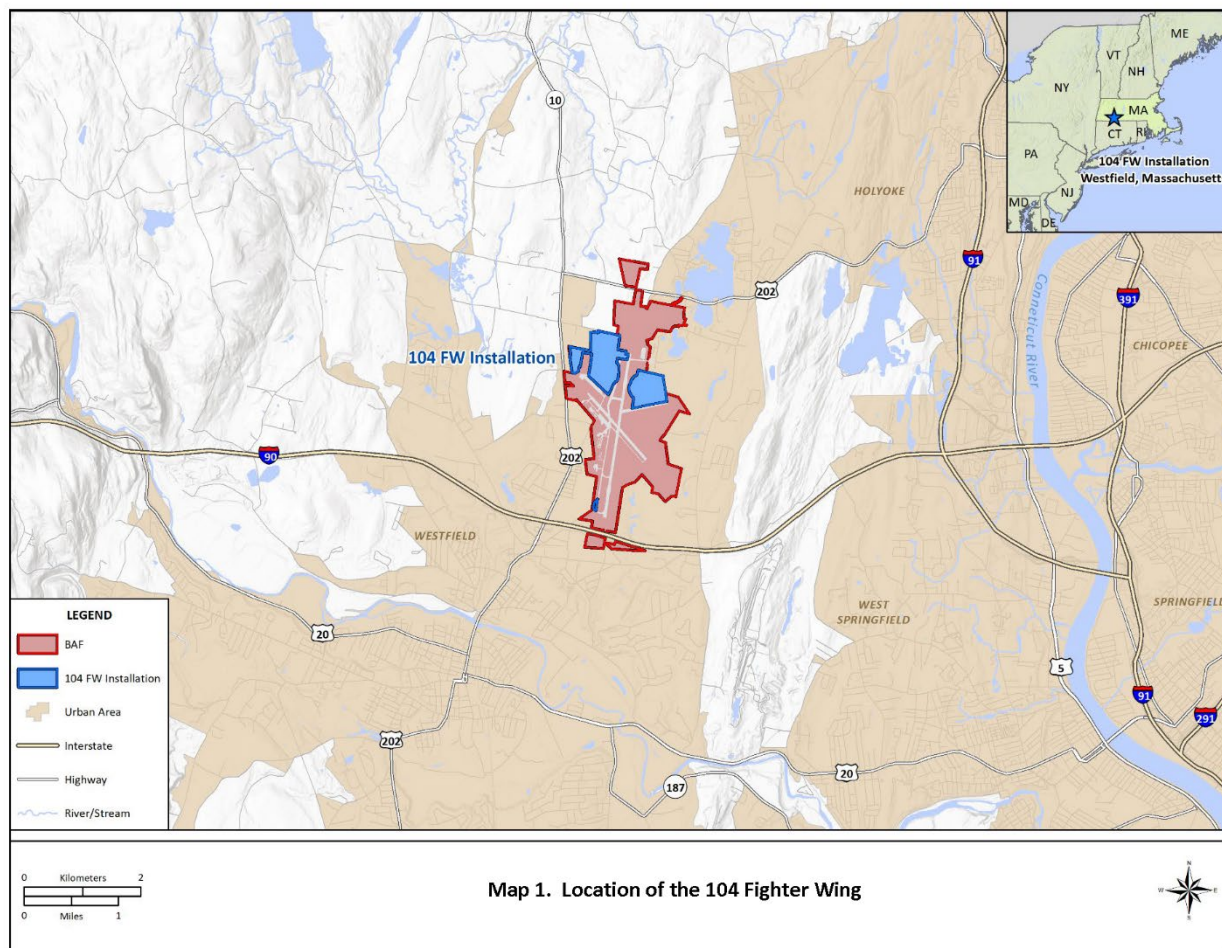 ME
VT
NH
NY
MA
CT
RI
PA
NJ
MD
DE
104 FW Installation
Westfield, Massachusett
10
HOLYOKE
91
202
391
Connecticut River
CHICOPEE
104 FW Installation
202
90
WESTFIELD
WEST
SPRINGFIELD
SPRINGFIELD
20
5
91
291
202
20
187
LEGEND
BAF
104 FW Installation
Urban Area
Interstate
Highway
River/Stream
0 Kilometers 2
0 Miles 1
Map 1. Location of the 104 Fighter Wing
N
W E
S